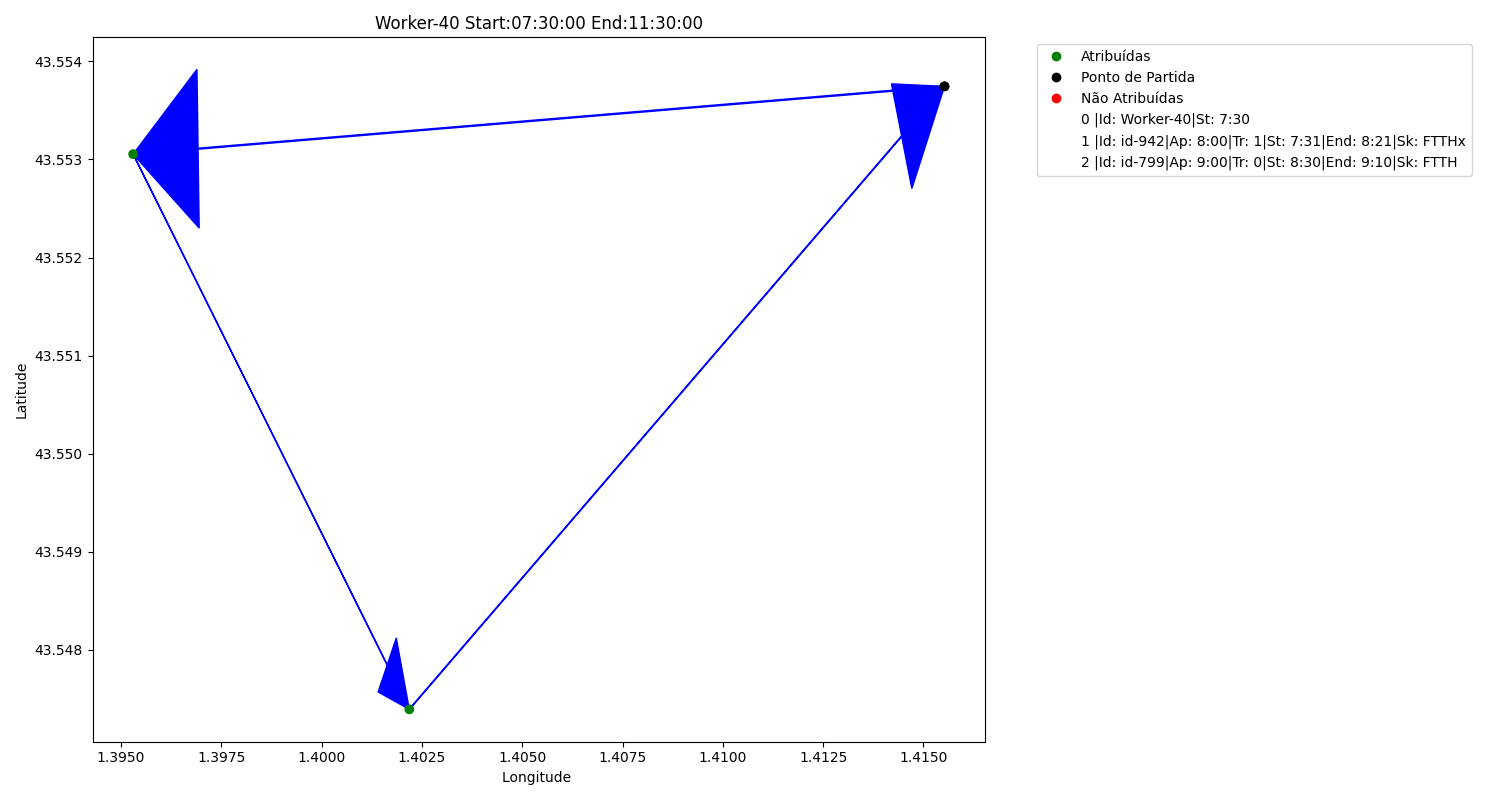 Worker-40 Start:07:30:00 End:11:30:00
43.554
43.553
43.552
43.551
43.550
43.549
43.548
Latitude
1.3950 1.3975 1.4000 1.4025 1.4050 1.4075 1.4100 1.4125 1.4150
Longitude
Atribuídas
Ponto de Partida
Não Atribuídas
0 |Id: Worker-40|St: 7:30
1 |Id: id-942|Ap: 8:00|Tr: 1|St: 7:31|End: 8:21|Sk: FTTHx
2 |Id: id-799|Ap: 9:00|Tr: 0|St: 8:30|End: 9:10|Sk: FTTH